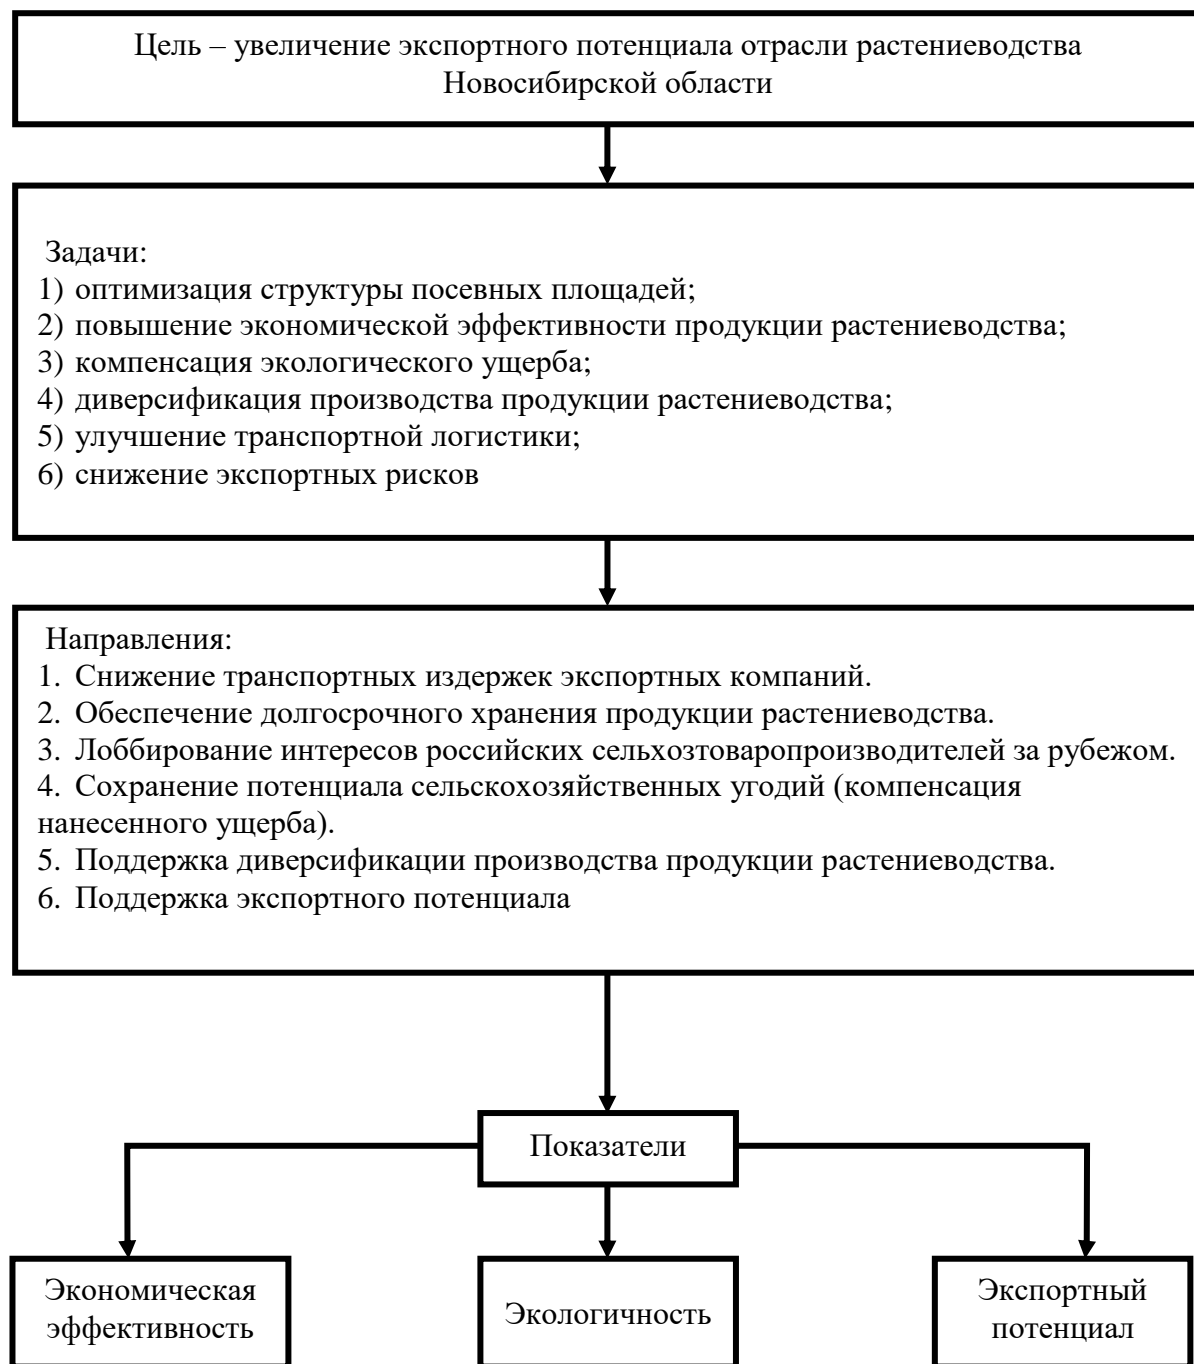 Цель – увеличение экспортного потенциала отрасли растениеводства
Новосибирской области
Задачи:
1) оптимизация структуры посевных площадей;
2) повышение экономической эффективности продукции растениеводства;
3) компенсация экологического ущерба;
4) диверсификация производства продукции растениеводства;
5) улучшение транспортной логистики;
6) снижение экспортных рисков
Направления:
1. Снижение транспортных издержек экспортных компаний.
2. Обеспечение долгосрочного хранения продукции растениеводства.
3. Лоббирование интересов российских сельхозтоваропроизводителей за рубежом.
4. Сохранение потенциала сельскохозяйственных угодий (компенсация
нанесенного ущерба).
5. Поддержка диверсификации производства продукции растениеводства.
6. Поддержка экспортного потенциала
Показатели
Экономическая
эффективность
Экологичность
Экспортный
потенциал